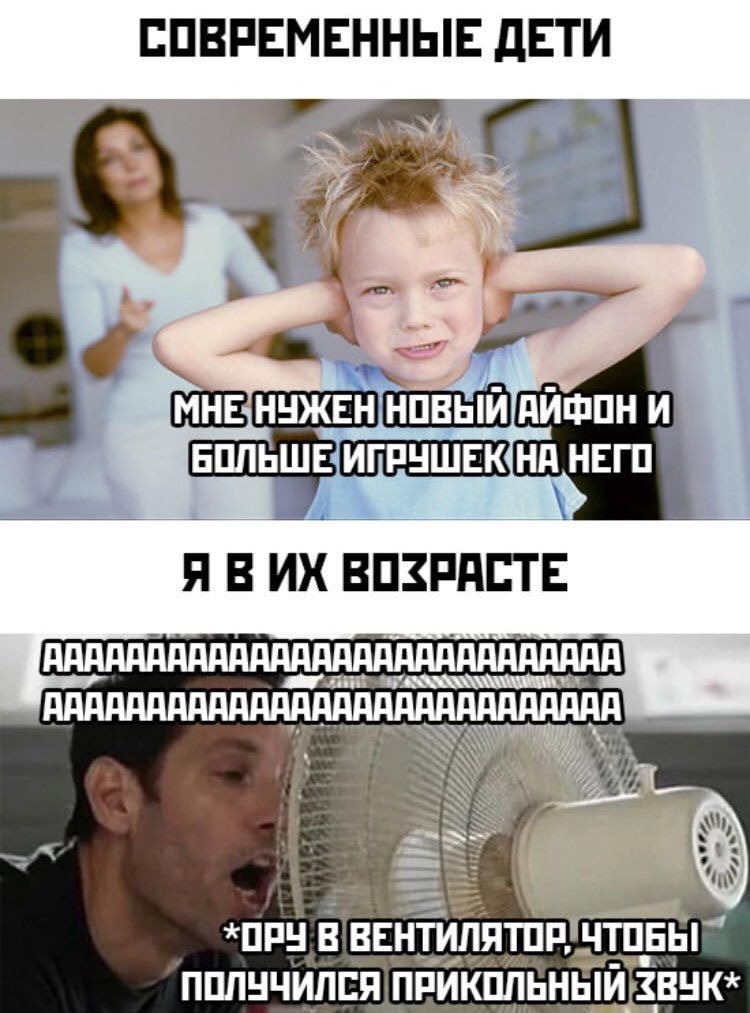 СОВРЕМЕННЫЕ ДЕТИ
МНЕ НУЖЕН НОВЫЙ АЙФОН И
БОЛЬШЕ ИГРУШЕК НА НЕГО
Я В ИХ ВОЗРАСТЕ
АААААААААААААААААААААААААААААА
АААААААААААААААААААААААААААААА
*ОРУ В ВЕНТИЛЯТОР, ЧТОБЫ
ПОЛУЧИЛСЯ ПРИКОЛЬНЫЙ ЗВУК*